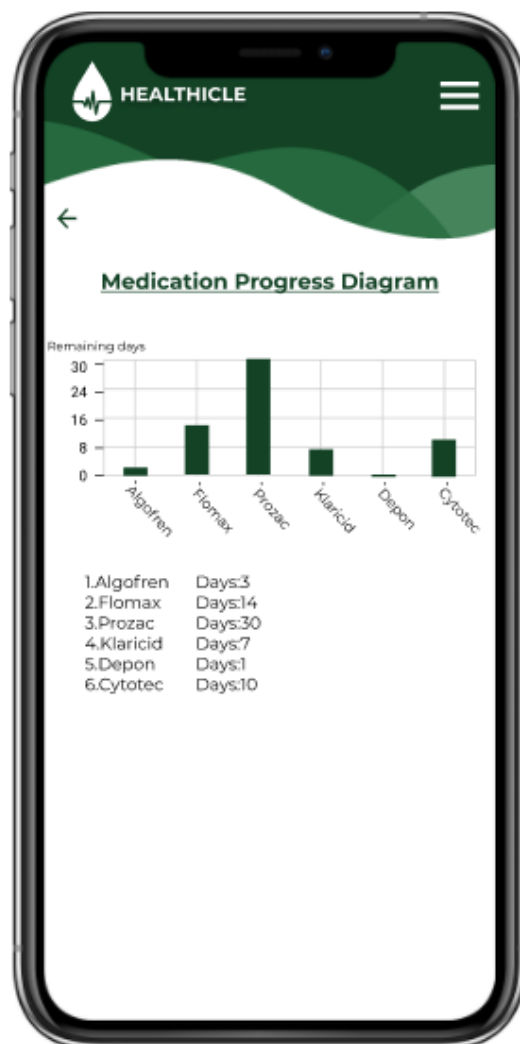 HEALTHICLE
Medication Progress Diagram
Remaining days
30
24
16
8
0
Algofren
Flomax
Prozac
Klaricid
Depon
Cytotec
1.Algofren Days:3
2.Flomax Days:14
3.Prozac Days:30
4.Klaricid Days:7
5.Depon Days:1
6.Cytotec Days:10